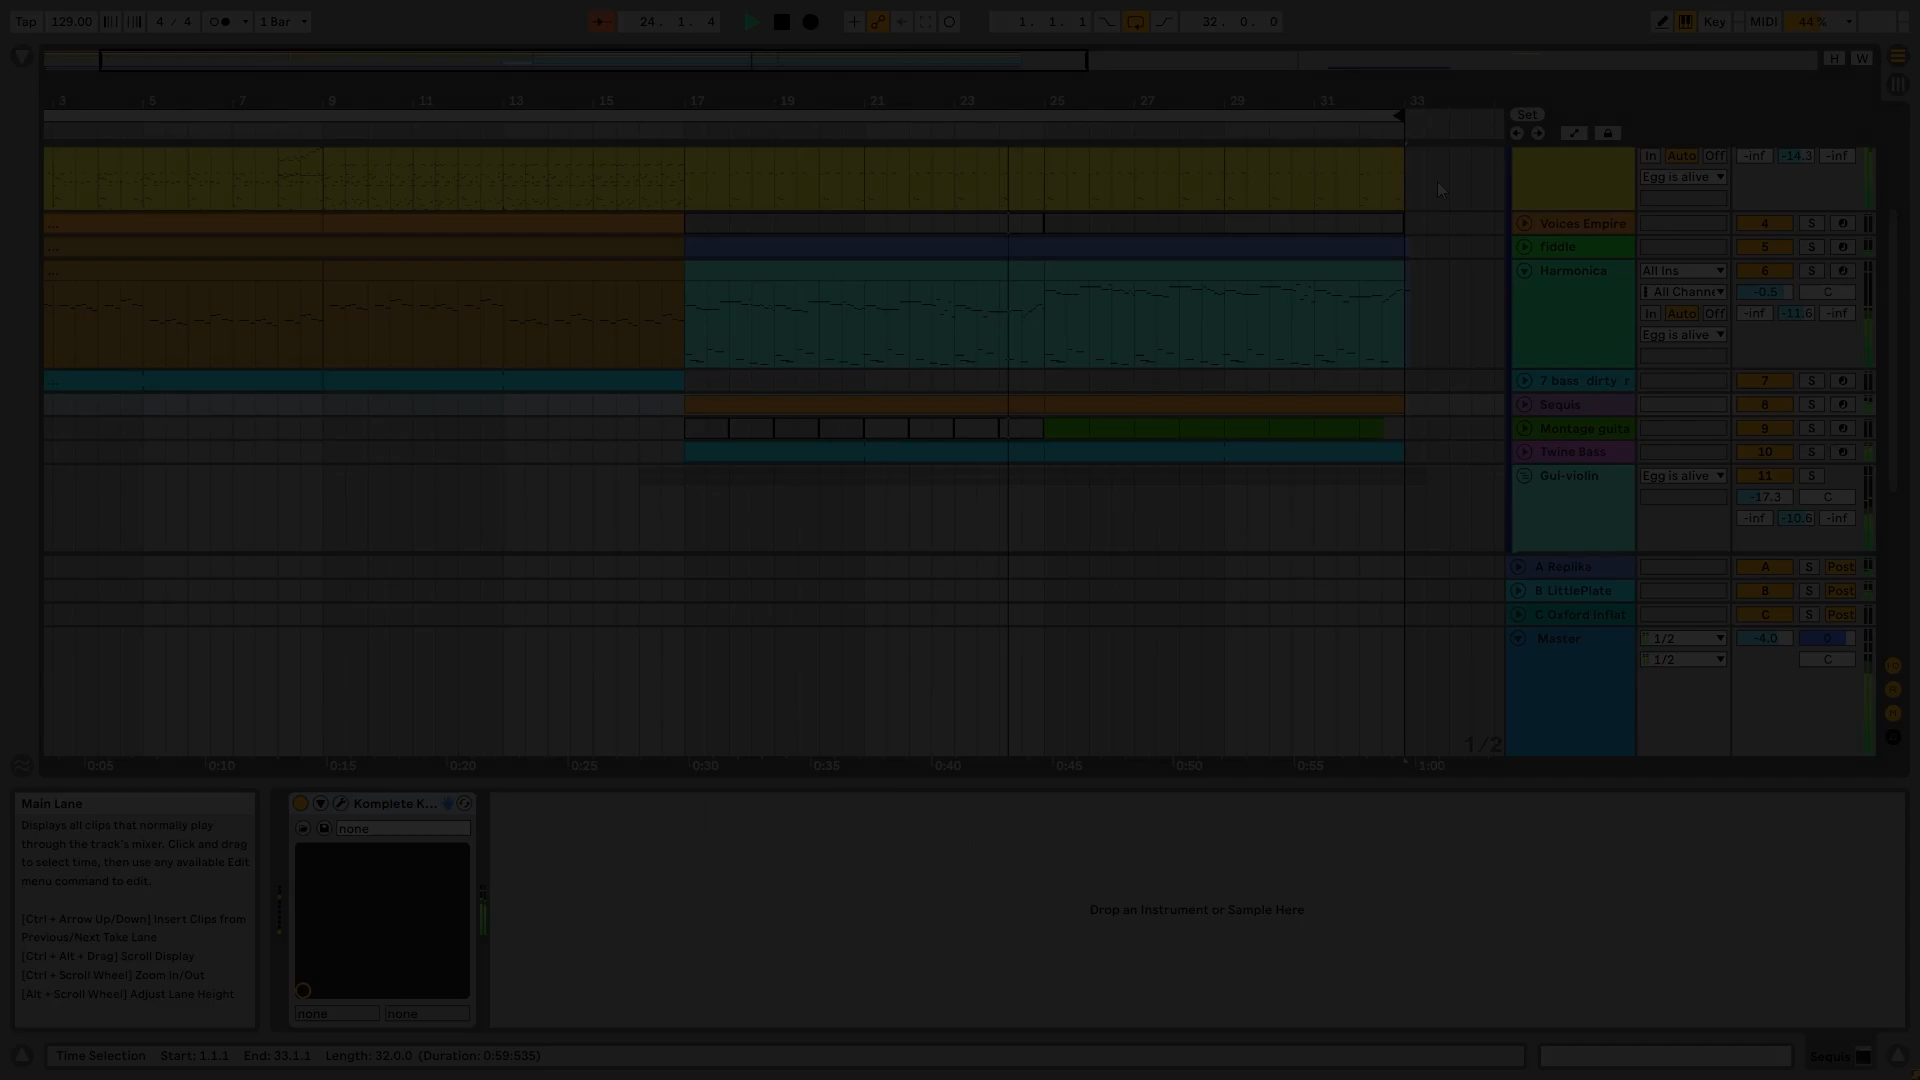 Tap 129.00 4 / 4 1 Bar 24. 1. 4 1. 1. 1 32. 0. 0 Key MIDI 44 %
H W
3 5 7 9 11 13 15 17 19 21 23 25 27 29 31 33
Set
In Auto Off -inf -14.3 -inf
Egg is alive
Voices Empire 4 S
fiddle 5 S
Harmonica All Ins 6 S
All Channe -0.5 C
In Auto Off -inf -11.6 -inf
Egg is alive
7 bass dirty r 7 S
Sequis 8 S
Montage guita 9 S
Twine Bass 10 S
Gui-violin Egg is alive 11 S
-17.3 C
-inf -10.6 -inf
A Replika A S Post
B LittlePlate B S Post
C Oxford Inflat C S Post
Master 1/2 -4.0 0
1/2 C
1/2
0:05 0:10 0:15 0:20 0:25 0:30 0:35 0:40 0:45 0:50 0:55 1:00
Main Lane
Displays all clips that normally play
through the track's mixer. Click and drag
to select time, then use any available Edit
menu command to edit.
[Ctrl + Arrow Up/Down] Insert Clips from
Previous/Next Take Lane
[Ctrl + Alt + Drag] Scroll Display
[Ctrl + Scroll Wheel] Zoom In/Out
[Alt + Scroll Wheel] Adjust Lane Height
Komplete K...
none
none none
Drop an Instrument or Sample Here
Time Selection Start: 1.1.1 End: 33.1.1 Length: 32.0.0 (Duration: 0:59:535)
Sequis